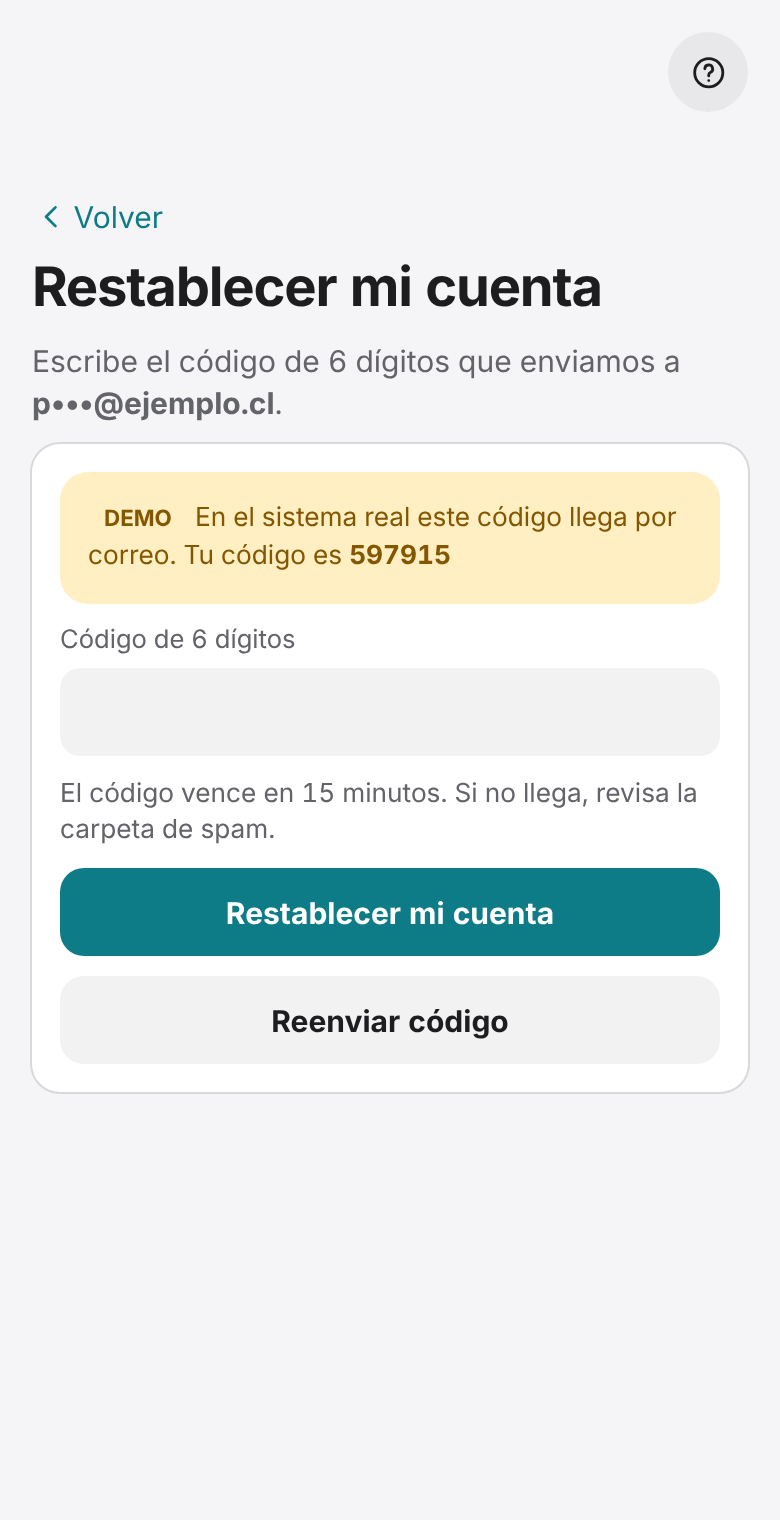 Volver
Restablecer mi cuenta
Escribe el código de 6 dígitos que enviamos a
p•••@ejemplo.cl.
DEMO En el sistema real este código llega por
correo. Tu código es 597915
Código de 6 dígitos
El código vence en 15 minutos. Si no llega, revisa la
carpeta de spam.
Restablecer mi cuenta
Reenviar código